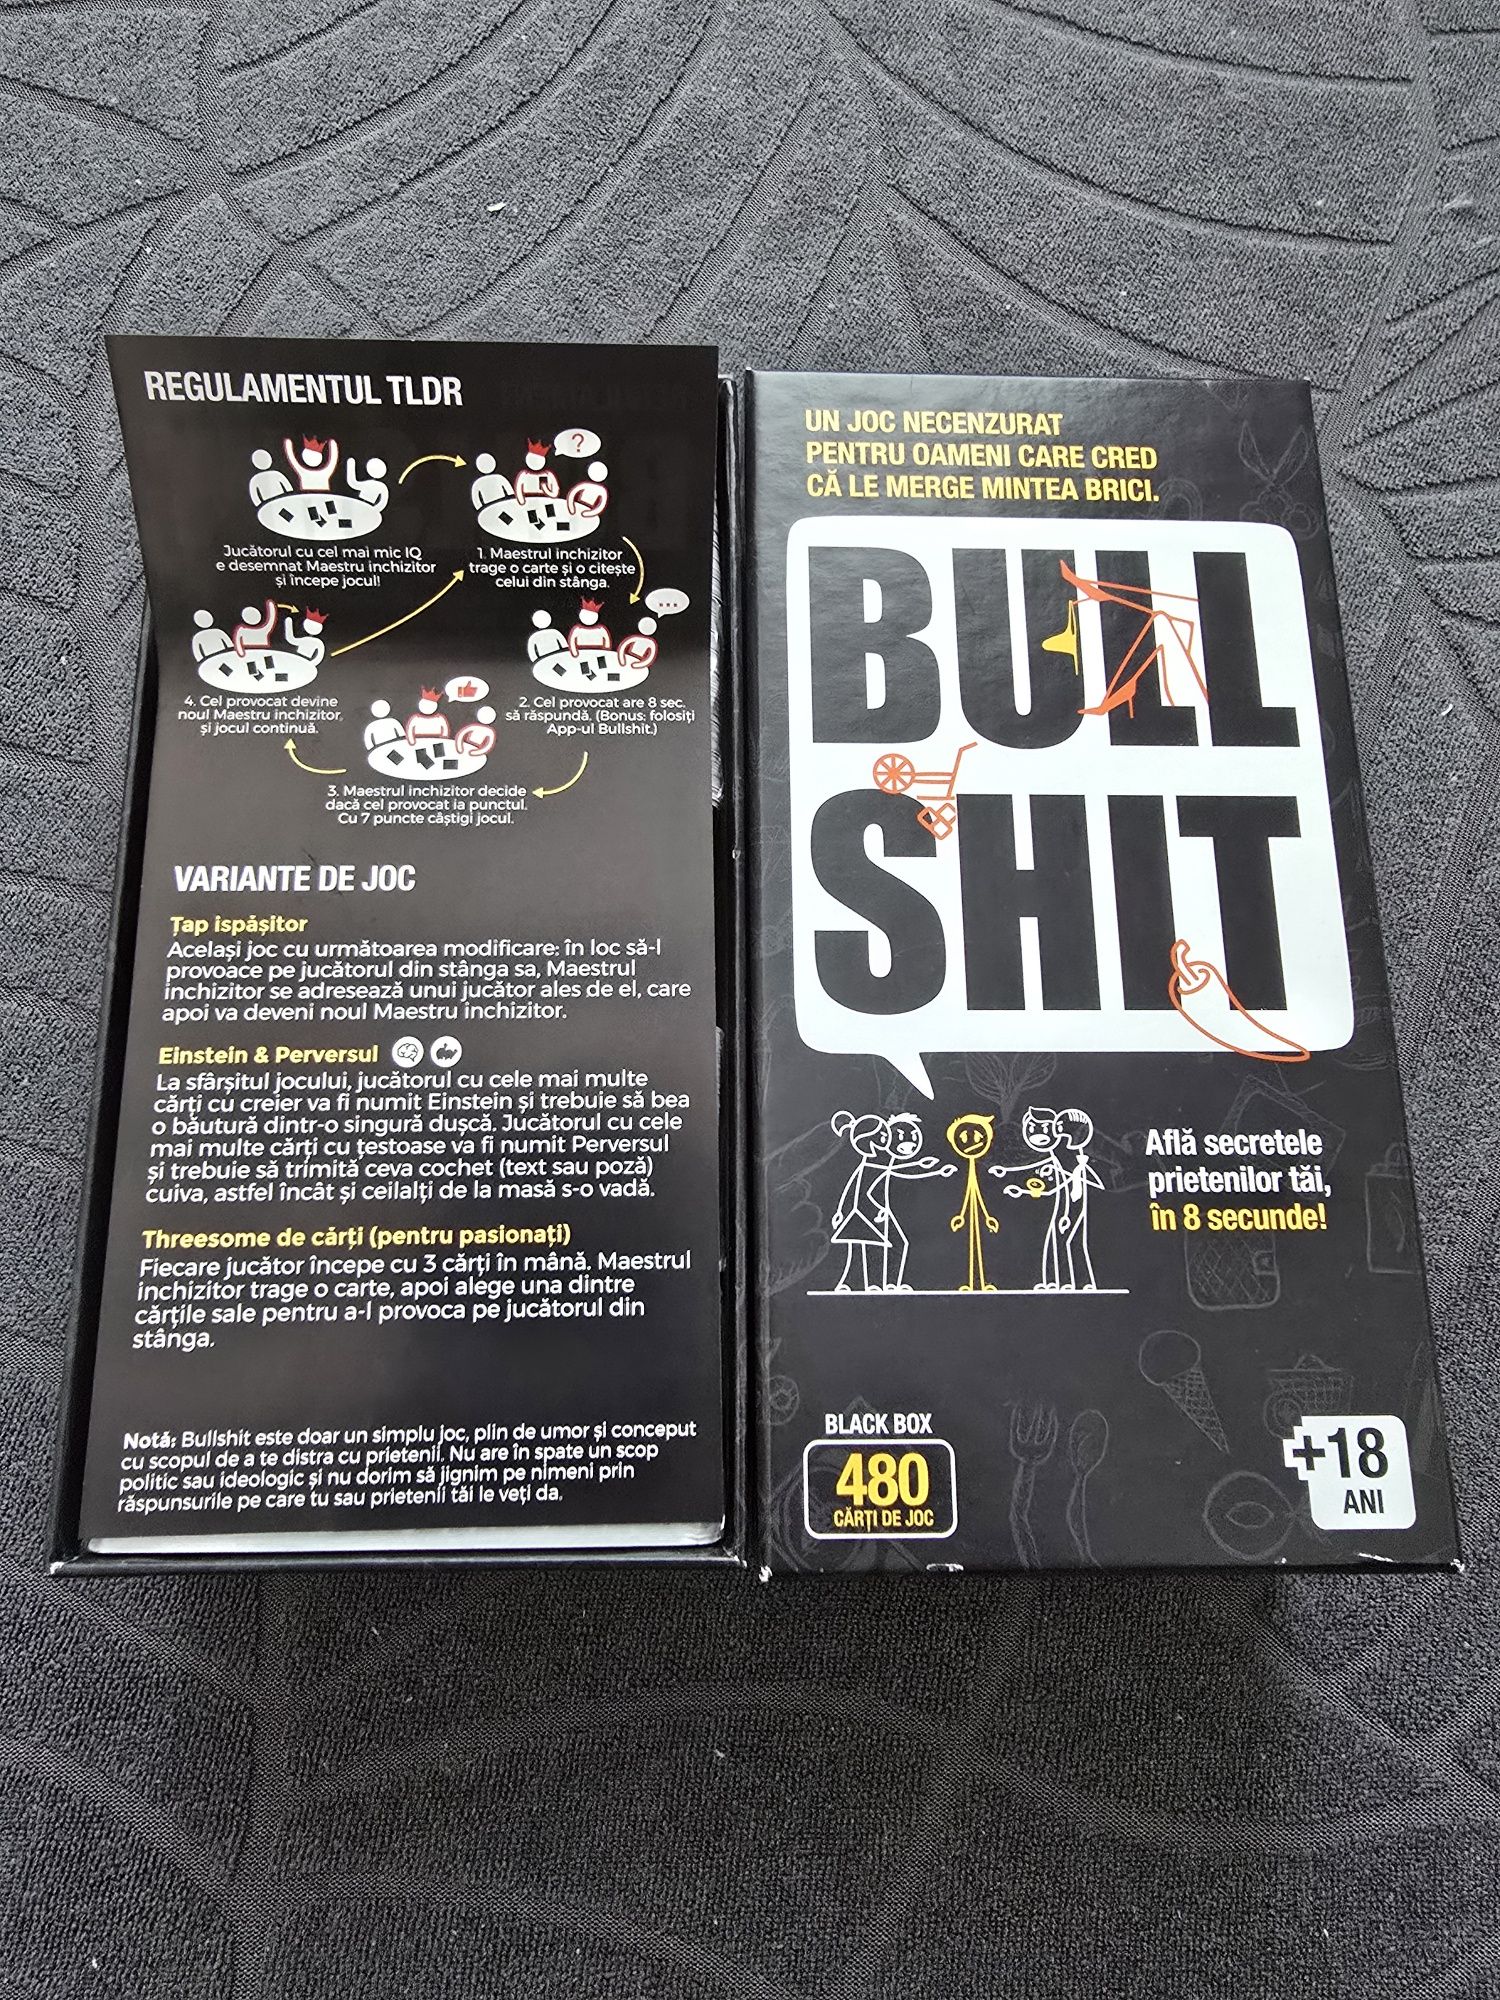 REGULAMENTUL TLDR
Jucătorul cu cel mai mic IQ
e desemnat Maestru inchizitor
și începe jocul!
?
1. Maestrul inchizitor
trage o carte și o citește
celui din stânga.
...
2. Cel provocat are 8 sec.
să răspundă. (Bonus: folosiți
App-ul Bullshit.)
3. Maestrul inchizitor decide
dacă cel provocat ia punctul.
Cu 7 puncte câștigi jocul.
4. Cel provocat devine
noul Maestru inchizitor,
și jocul continuă.
VARIANTE DE JOC
Țap ispășitor
Același joc cu următoarea modificare: în loc să-l
provoace pe jucătorul din stânga sa, Maestrul
inchizitor se adresează unui jucător ales de el, care
apoi va deveni noul Maestru inchizitor.
Einstein & Perversul
La sfârșitul jocului, jucătorul cu cele mai multe
cărți cu creier va fi numit Einstein și trebuie să bea
o băutură dintr-o singură dușcă. Jucătorul cu cele
mai multe cărți cu țestoase va fi numit Perversul
și trebuie să trimită ceva cochet (text sau poză)
cuiva, astfel încât și ceilalți de la masă s-o vadă.
Threesome de cărți (pentru pasionați)
Fiecare jucător începe cu 3 cărți în mână. Maestrul
inchizitor trage o carte, apoi alege una dintre
cărțile sale pentru a-l provoca pe jucătorul din
stânga.
Notă: Bullshit este doar un simplu joc, plin de umor și conceput
cu scopul de a te distra cu prietenii. Nu are în spate un scop
politic sau ideologic și nu dorim să jignim pe nimeni prin
răspunsurile pe care tu sau prietenii tăi le veți da.
UN JOC NECENZURAT
PENTRU OAMENI CARE CRED
CĂ LE MERGE MINTEA BRICI.
BULL
SHIT
Află secretele
prietenilor tăi,
în 8 secunde!
BLACK BOX
480
CĂRȚI DE JOC
+18
ANI